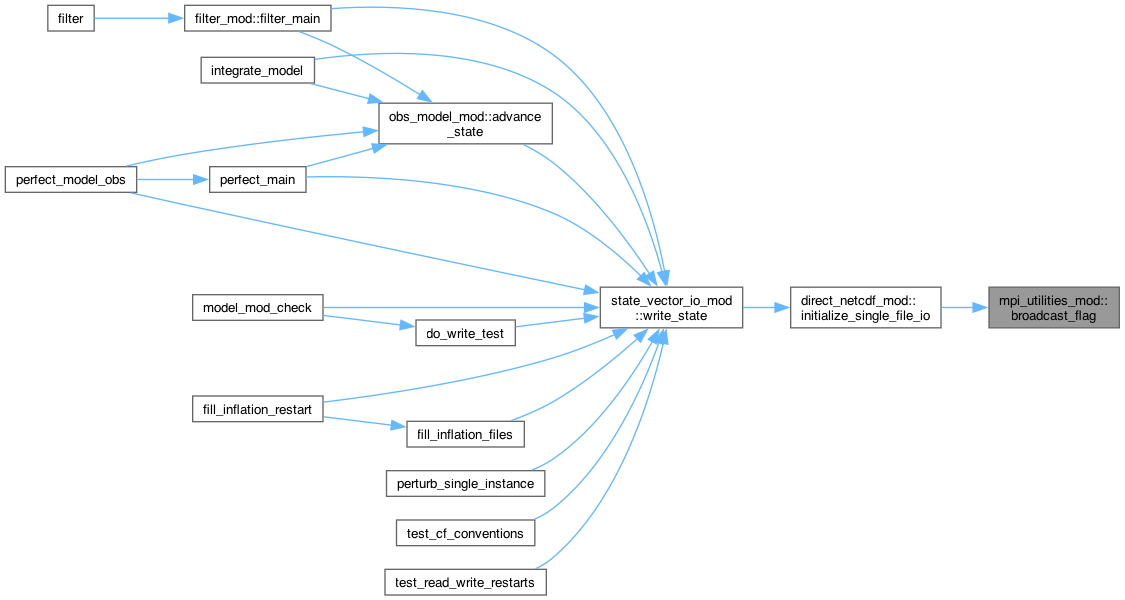 filter
filter_mod::filter_main
integrate_model
obs_model_mod::advance
_state
perfect_model_obs
perfect_main
state_vector_io_mod
::write_state
direct_netcdf_mod::
initialize_single_file_io
mpi_utilities_mod::
broadcast_flag
model_mod_check
do_write_test
fill_inflation_restart
fill_inflation_files
perturb_single_instance
test_cf_conventions
test_read_write_restarts